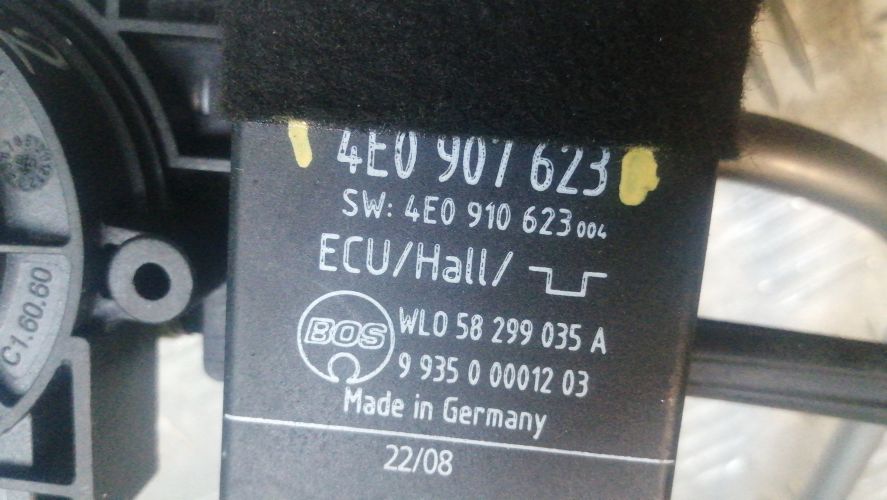 4E0 907 623
SW: 4E0 910 623 004
ECU/Hall/
BOS
WLO 58 299 035 A
9 935 0 00012 03
Made in Germany
22/08
C1.60.60